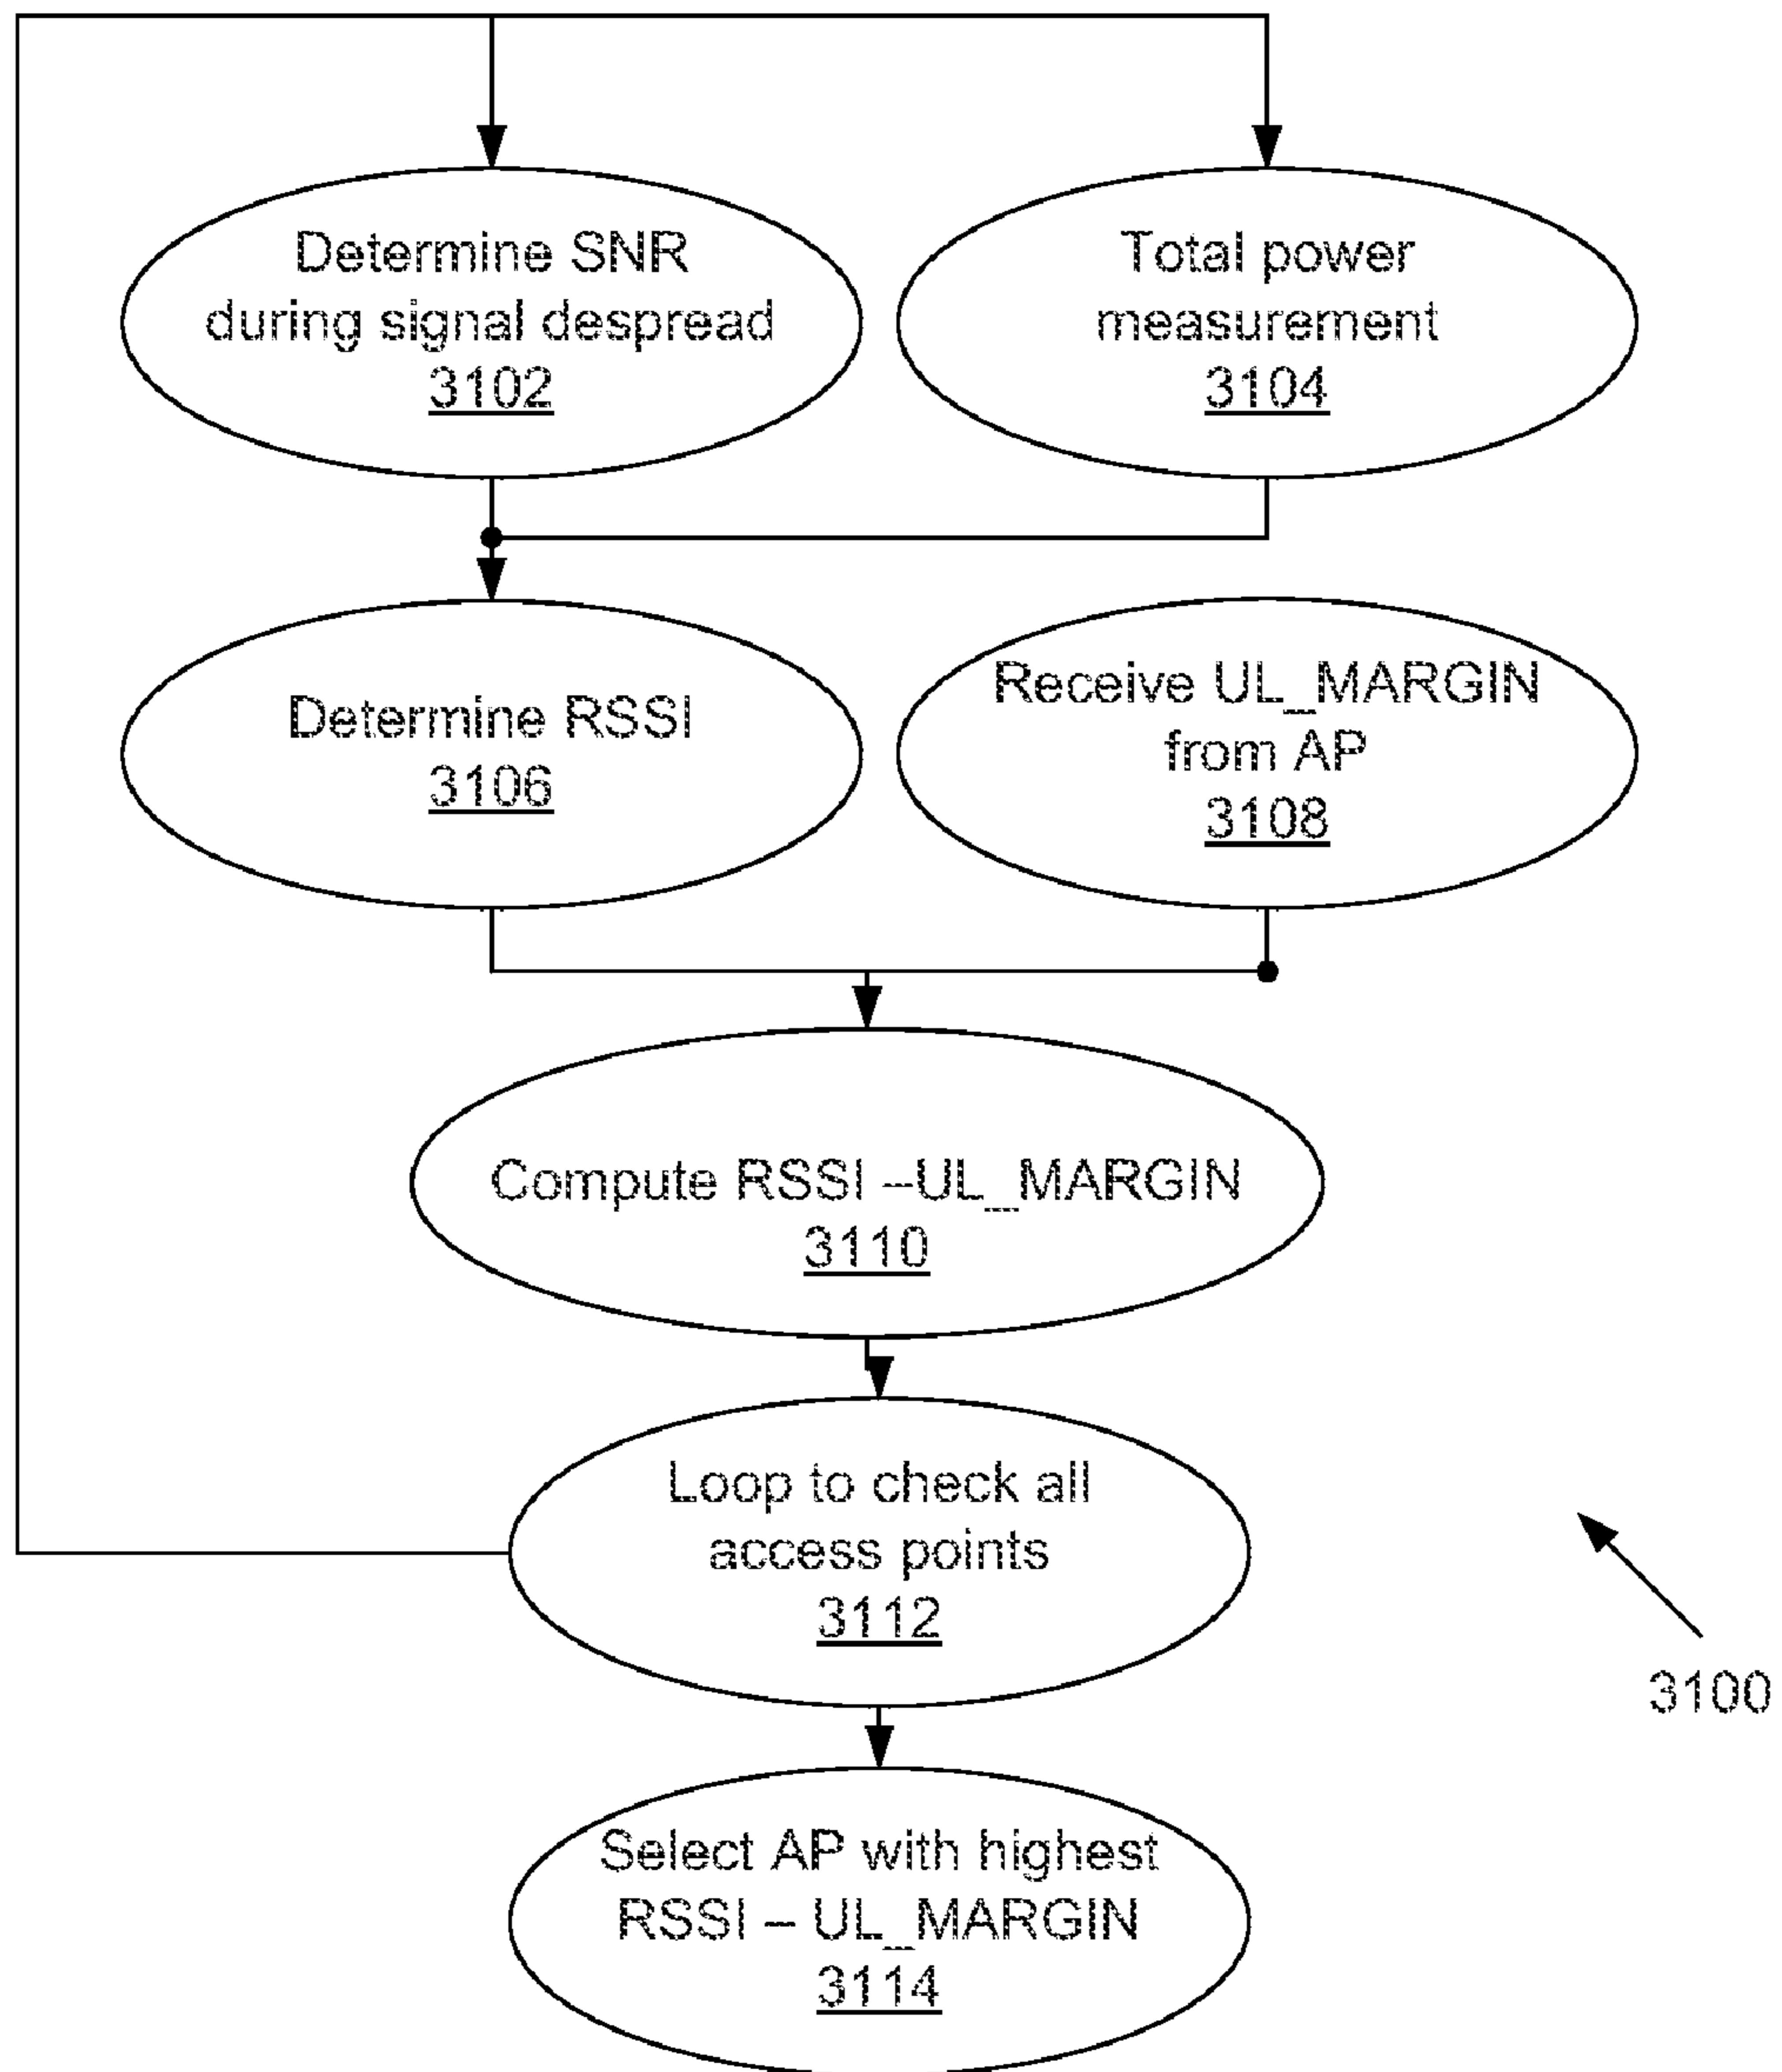 Determine SNR
during signal despread
3102
Total power
measurement
3104
Determine RSSI
3106
Receive UL_MARGIN
from AP
3108
Compute RSSI –UL_MARGIN
3110
Loop to check all
access points
3112
3100
Select AP with highest
RSSI – UL_MARGIN
3114